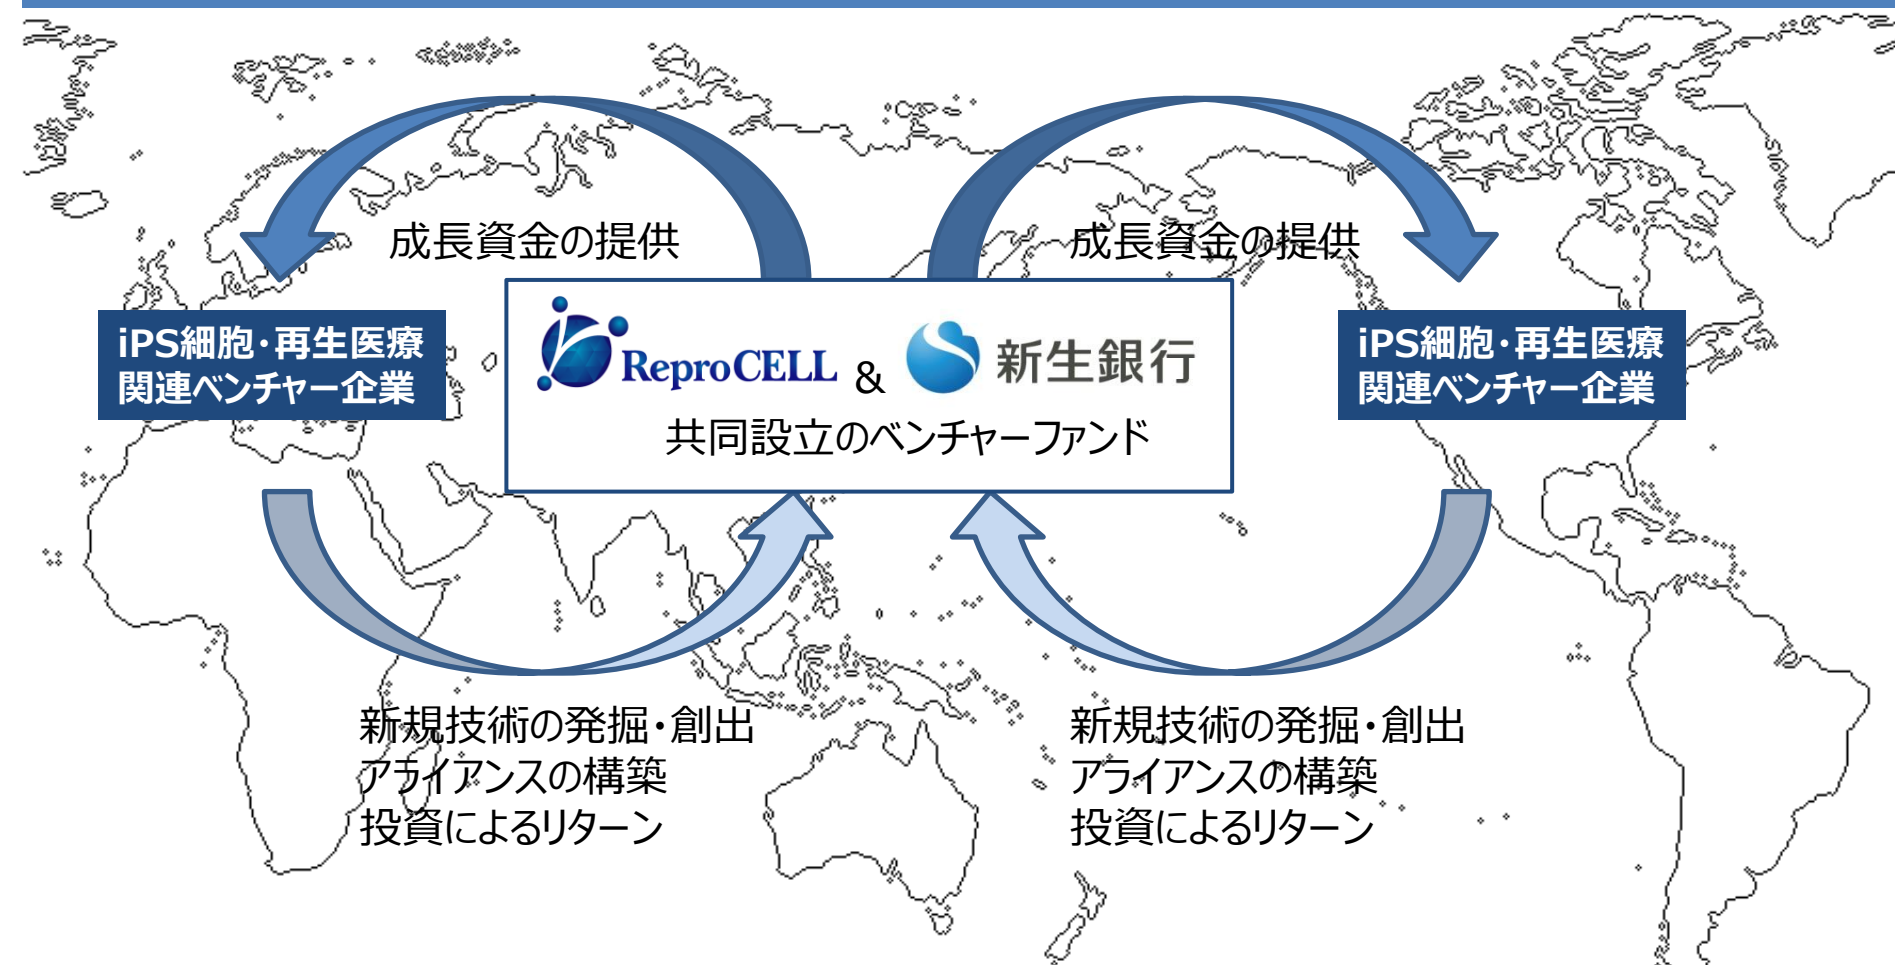 成長資金の提供
成長資金の提供
iPS細胞・再生医療
関連ベンチャー企業
ReproCELL & 新生銀行
共同設立のベンチャーファンド
iPS細胞・再生医療
関連ベンチャー企業
新規技術の発掘・創出
アライアンスの構築
投資によるリターン
新規技術の発掘・創出
アライアンスの構築
投資によるリターン